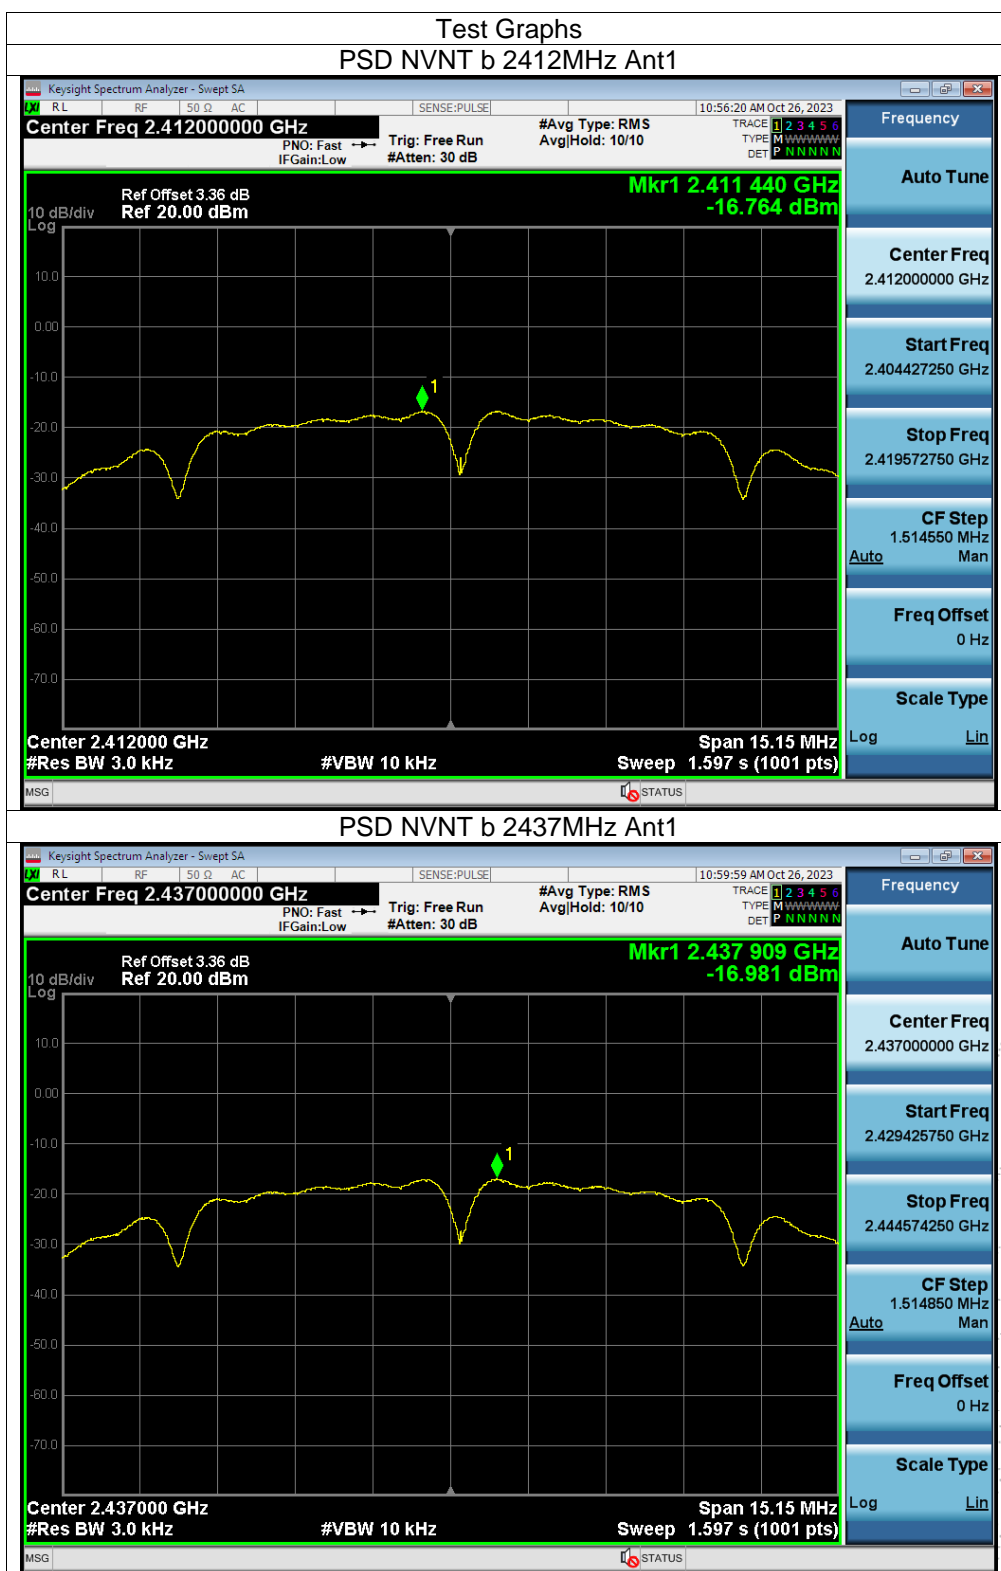 Test Graphs
PSD NVNT b 2412MHz Ant1
Keysight Spectrum Analyzer - Swept SA
LXI RL RF 50 Ω AC SENSE:PULSE 10:56:20 AM Oct 26, 2023
Center Freq 2.412000000 GHz
PNO: Fast
IFGain:Low
Trig: Free Run
#Atten: 30 dB
#Avg Type: RMS
Avg|Hold: 10/10
TRACE 1 2 3 4 5 6
TYPE M WWWWW
DET P N N N N N
Mkr1 2.411 440 GHz
-16.764 dBm
Ref Offset 3.36 dB
10 dB/div Ref 20.00 dBm
Log
10.0
0.00
-10.0
-20.0
-30.0
-40.0
-50.0
-60.0
-70.0
1
Center 2.412000 GHz Span 15.15 MHz
#Res BW 3.0 kHz #VBW 10 kHz Sweep 1.597 s (1001 pts)
MSG STATUS
Frequency
Auto Tune
Center Freq
2.412000000 GHz
Start Freq
2.404427250 GHz
Stop Freq
2.419572750 GHz
CF Step
1.514550 MHz
Auto Man
Freq Offset
0 Hz
Scale Type
Log Lin
PSD NVNT b 2437MHz Ant1
Keysight Spectrum Analyzer - Swept SA
LXI RL RF 50 Ω AC SENSE:PULSE 10:59:59 AM Oct 26, 2023
Center Freq 2.437000000 GHz
PNO: Fast
IFGain:Low
Trig: Free Run
#Atten: 30 dB
#Avg Type: RMS
Avg|Hold: 10/10
TRACE 1 2 3 4 5 6
TYPE M WWWWW
DET P N N N N N
Mkr1 2.437 909 GHz
-16.981 dBm
Ref Offset 3.36 dB
10 dB/div Ref 20.00 dBm
Log
10.0
0.00
-10.0
-20.0
-30.0
-40.0
-50.0
-60.0
-70.0
1
Center 2.437000 GHz Span 15.15 MHz
#Res BW 3.0 kHz #VBW 10 kHz Sweep 1.597 s (1001 pts)
MSG STATUS
Frequency
Auto Tune
Center Freq
2.437000000 GHz
Start Freq
2.429425750 GHz
Stop Freq
2.444574250 GHz
CF Step
1.514850 MHz
Auto Man
Freq Offset
0 Hz
Scale Type
Log Lin